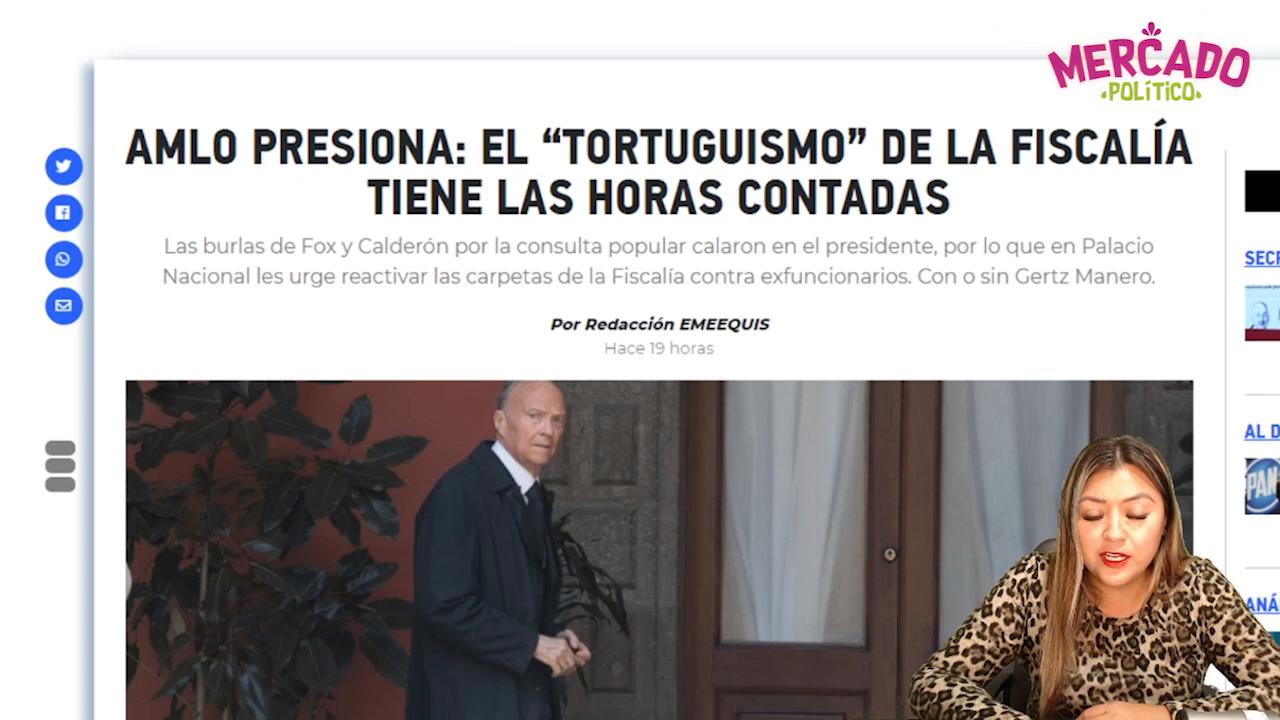 MERCADO
POLÍTICO
AMLO PRESIONA: EL “TORTUGUISMO” DE LA FISCALÍA
TIENE LAS HORAS CONTADAS
Las burlas de Fox y Calderón por la consulta popular calaron en el presidente, por lo que en Palacio
Nacional les urge reactivar las carpetas de la Fiscalía contra exfuncionarios. Con o sin Gertz Manero.
Por Redacción EMEEQUIS
Hace 19 horas
SECR
AL D
PAN
ANÁ